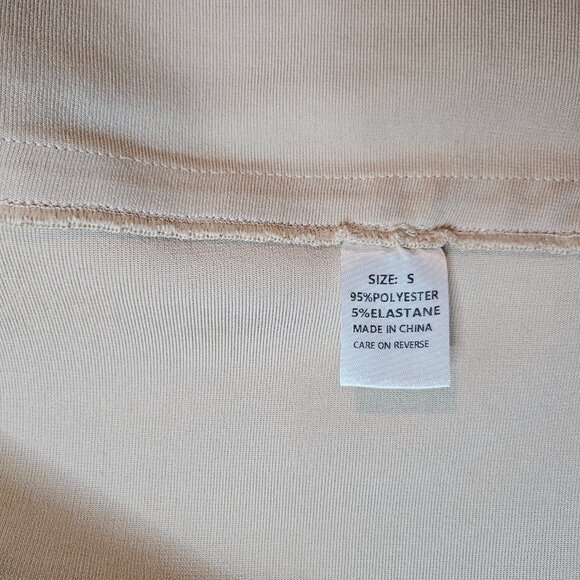 SIZE: S
95%POLYESTER
5%ELASTANE
MADE IN CHINA
CARE ON REVERSE